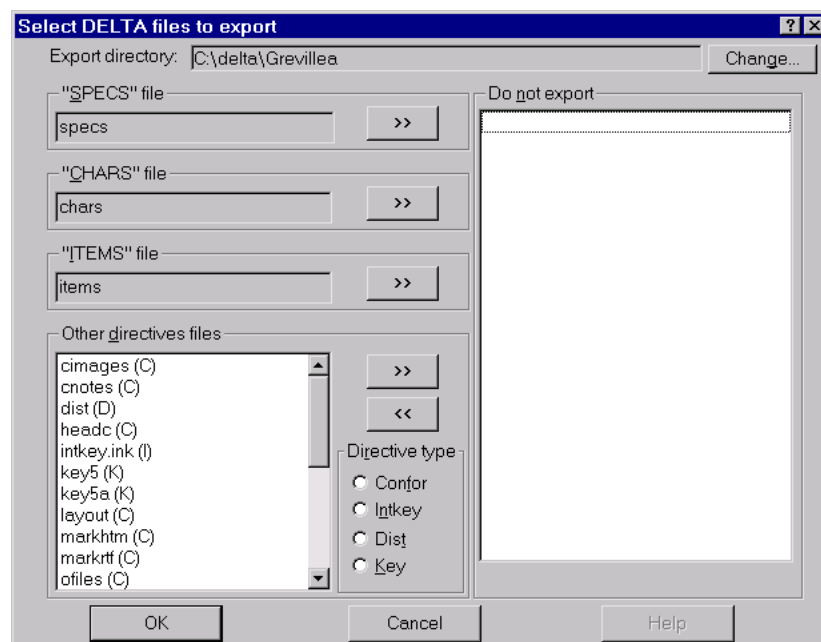 Select DELTA files to export
Export directory: C:\delta\Grevillea Change...
"SPECS" file
specs >>
"CHARS" file
chars >>
"ITEMS" file
items >>
Other directives files
cimages (C)
cnotes (C)
dist (D)
headc (C)
intkey.ink (I)
key5 (K)
key5a (K)
layout (C)
markhtm (C)
markrtf (C)
ofiles (C)
>>
<<
Directive type
Confor
Intkey
Dist
Key
Do not export
OK Cancel Help